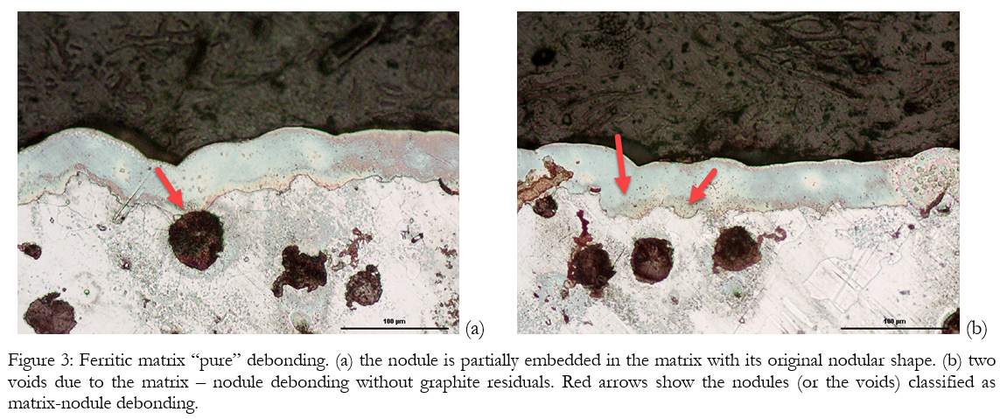 100 µm
(a)
100 µm
(b)
Figure 3: Ferritic matrix “pure” debonding. (a) the nodule is partially embedded in the matrix with its original nodular shape. (b) two
voids due to the matrix – nodule debonding without graphite residuals. Red arrows show the nodules (or the voids) classified as
matrix-nodule debonding.